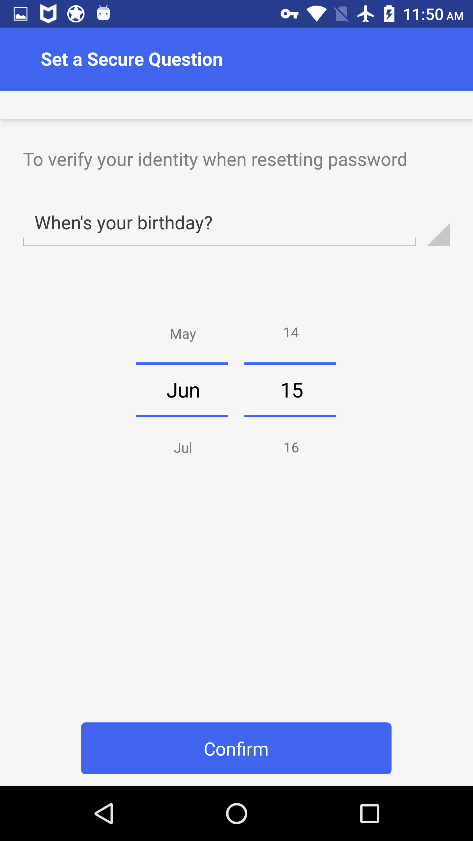 11:50 AM
Set a Secure Question
To verify your identity when resetting password
When's your birthday?
May 14
Jun 15
Jul 16
Confirm